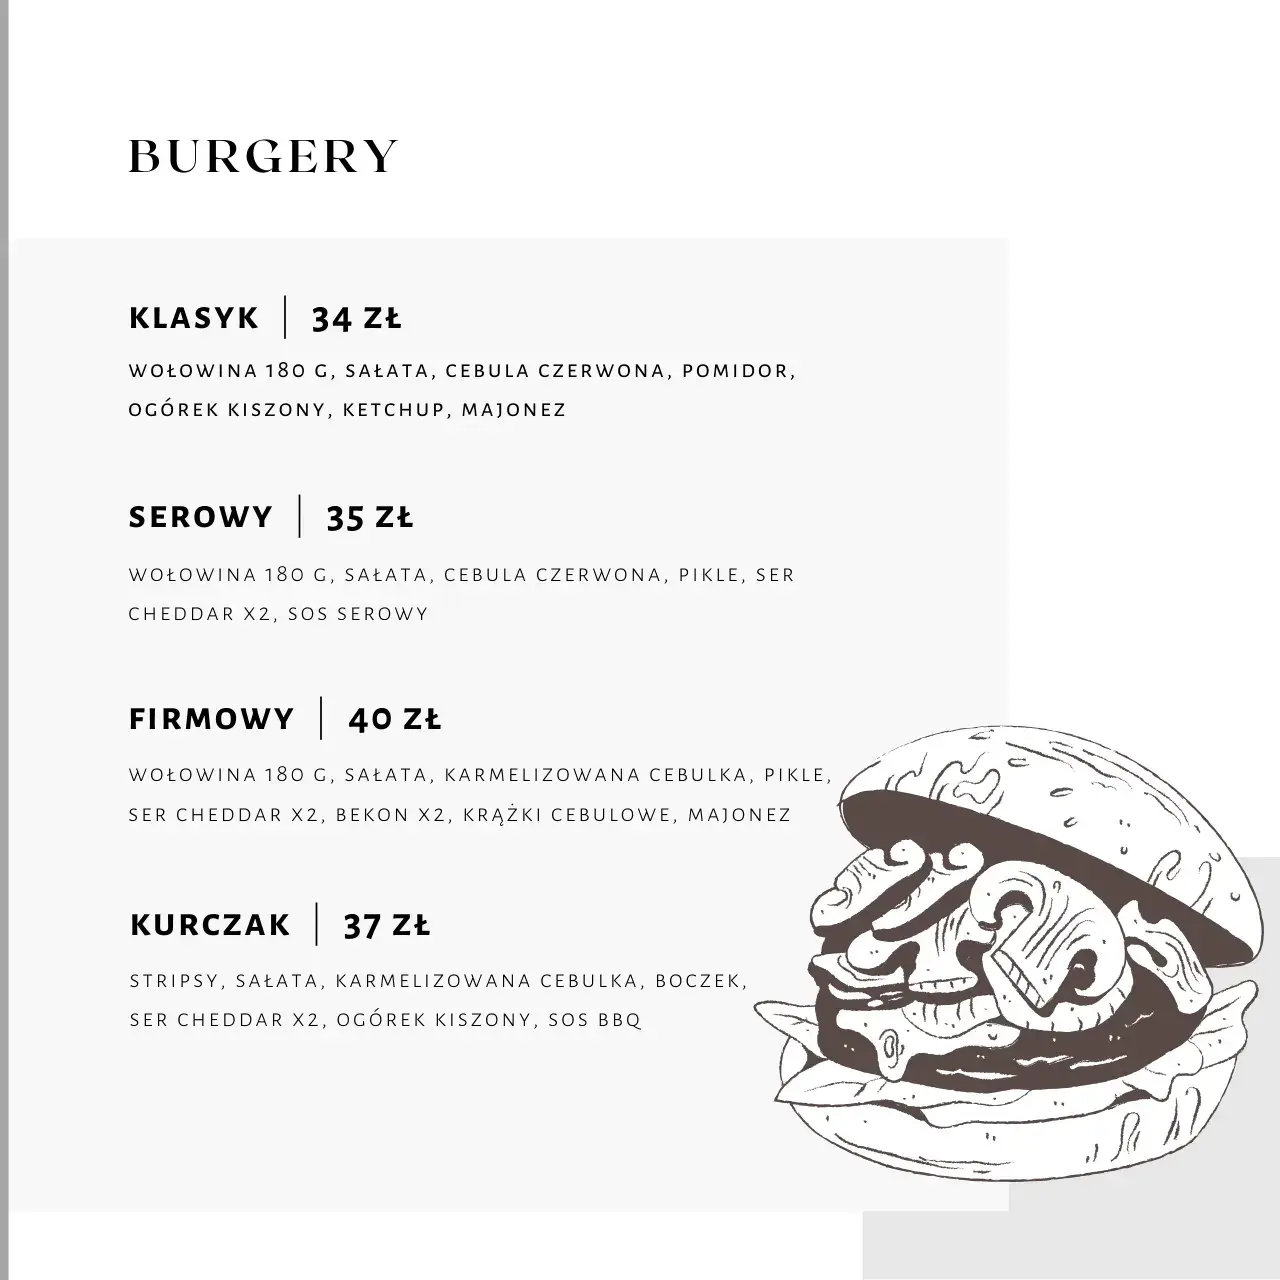 BURGERY
KLASYK | 34 ZŁ
WOŁOWINA 180 G, SAŁATA, CEBULA CZERWONA, POMIDOR,
OGÓREK KISZONY, KETCHUP, MAJONEZ
SEROWY | 35 ZŁ
WOŁOWINA 180 G, SAŁATA, CEBULA CZERWONA, PIKLE, SER
CHEDDAR X2, SOS SEROWY
FIRMOWY | 40 ZŁ
WOŁOWINA 180 G, SAŁATA, KARMELIZOWANA CEBULKA, PIKLE,
SER CHEDDAR X2, BEKON X2, KRĄŻKI CEBULOWE, MAJONEZ
KURCZAK | 37 ZŁ
STRIPSY, SAŁATA, KARMELIZOWANA CEBULKA, BOCZEK,
SER CHEDDAR X2, OGÓREK KISZONY, SOS BBQ